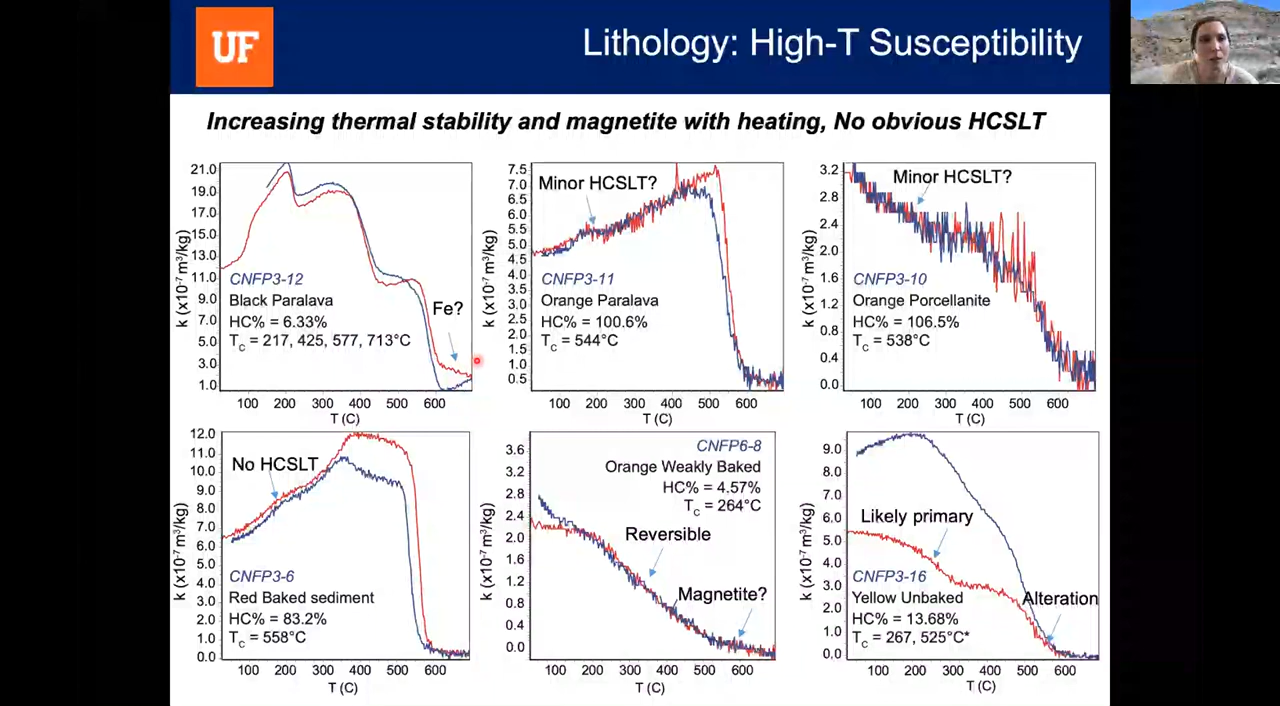 UF
Lithology: High-T Susceptibility
Increasing thermal stability and magnetite with heating, No obvious HCSLT
21.0
19.0
17.0
15.0
13.0
11.0
9.0
7.0
5.0
3.0
1.0
k (x10⁻⁷ m³/kg)
CNFP3-12
Black Paralava
HC% = 6.33%
T_C = 217, 425, 577, 713°C
Fe?
100 200 300 400 500 600
T (C)
7.5
7.0
6.5
6.0
5.5
5.0
4.5
4.0
3.5
3.0
2.5
2.0
1.5
1.0
0.5
k (x10⁻⁷ m³/kg)
Minor HCSLT?
CNFP3-11
Orange Paralava
HC% = 100.6%
T_C = 544°C
100 200 300 400 500 600
T (C)
3.2
2.8
2.4
2.0
1.6
1.2
0.8
0.4
0.0
k (x10⁻⁷ m³/kg)
Minor HCSLT?
CNFP3-10
Orange Porcellanite
HC% = 106.5%
T_C = 538°C
100 200 300 400 500 600
T (C)
12.0
11.0
10.0
9.0
8.0
7.0
6.0
5.0
4.0
3.0
2.0
1.0
0.0
k (x10⁻⁷ m³/kg)
No HCSLT
CNFP3-6
Red Baked sediment
HC% = 83.2%
T_C = 558°C
100 200 300 400 500 600
T (C)
3.6
3.2
2.8
2.4
2.0
1.6
1.2
0.8
0.4
0.0
k (x10⁻⁷ m³/kg)
CNFP6-8
Orange Weakly Baked
HC% = 4.57%
T_C = 264°C
Reversible
Magnetite?
100 200 300 400 500 600
T (C)
9.0
8.0
7.0
6.0
5.0
4.0
3.0
2.0
1.0
0.0
k (x10⁻⁷ m³/kg)
Likely primary
CNFP3-16
Yellow Unbaked
Alteration
HC% = 13.68%
T_C = 267, 525°C*
100 200 300 400 500 600
T (C)